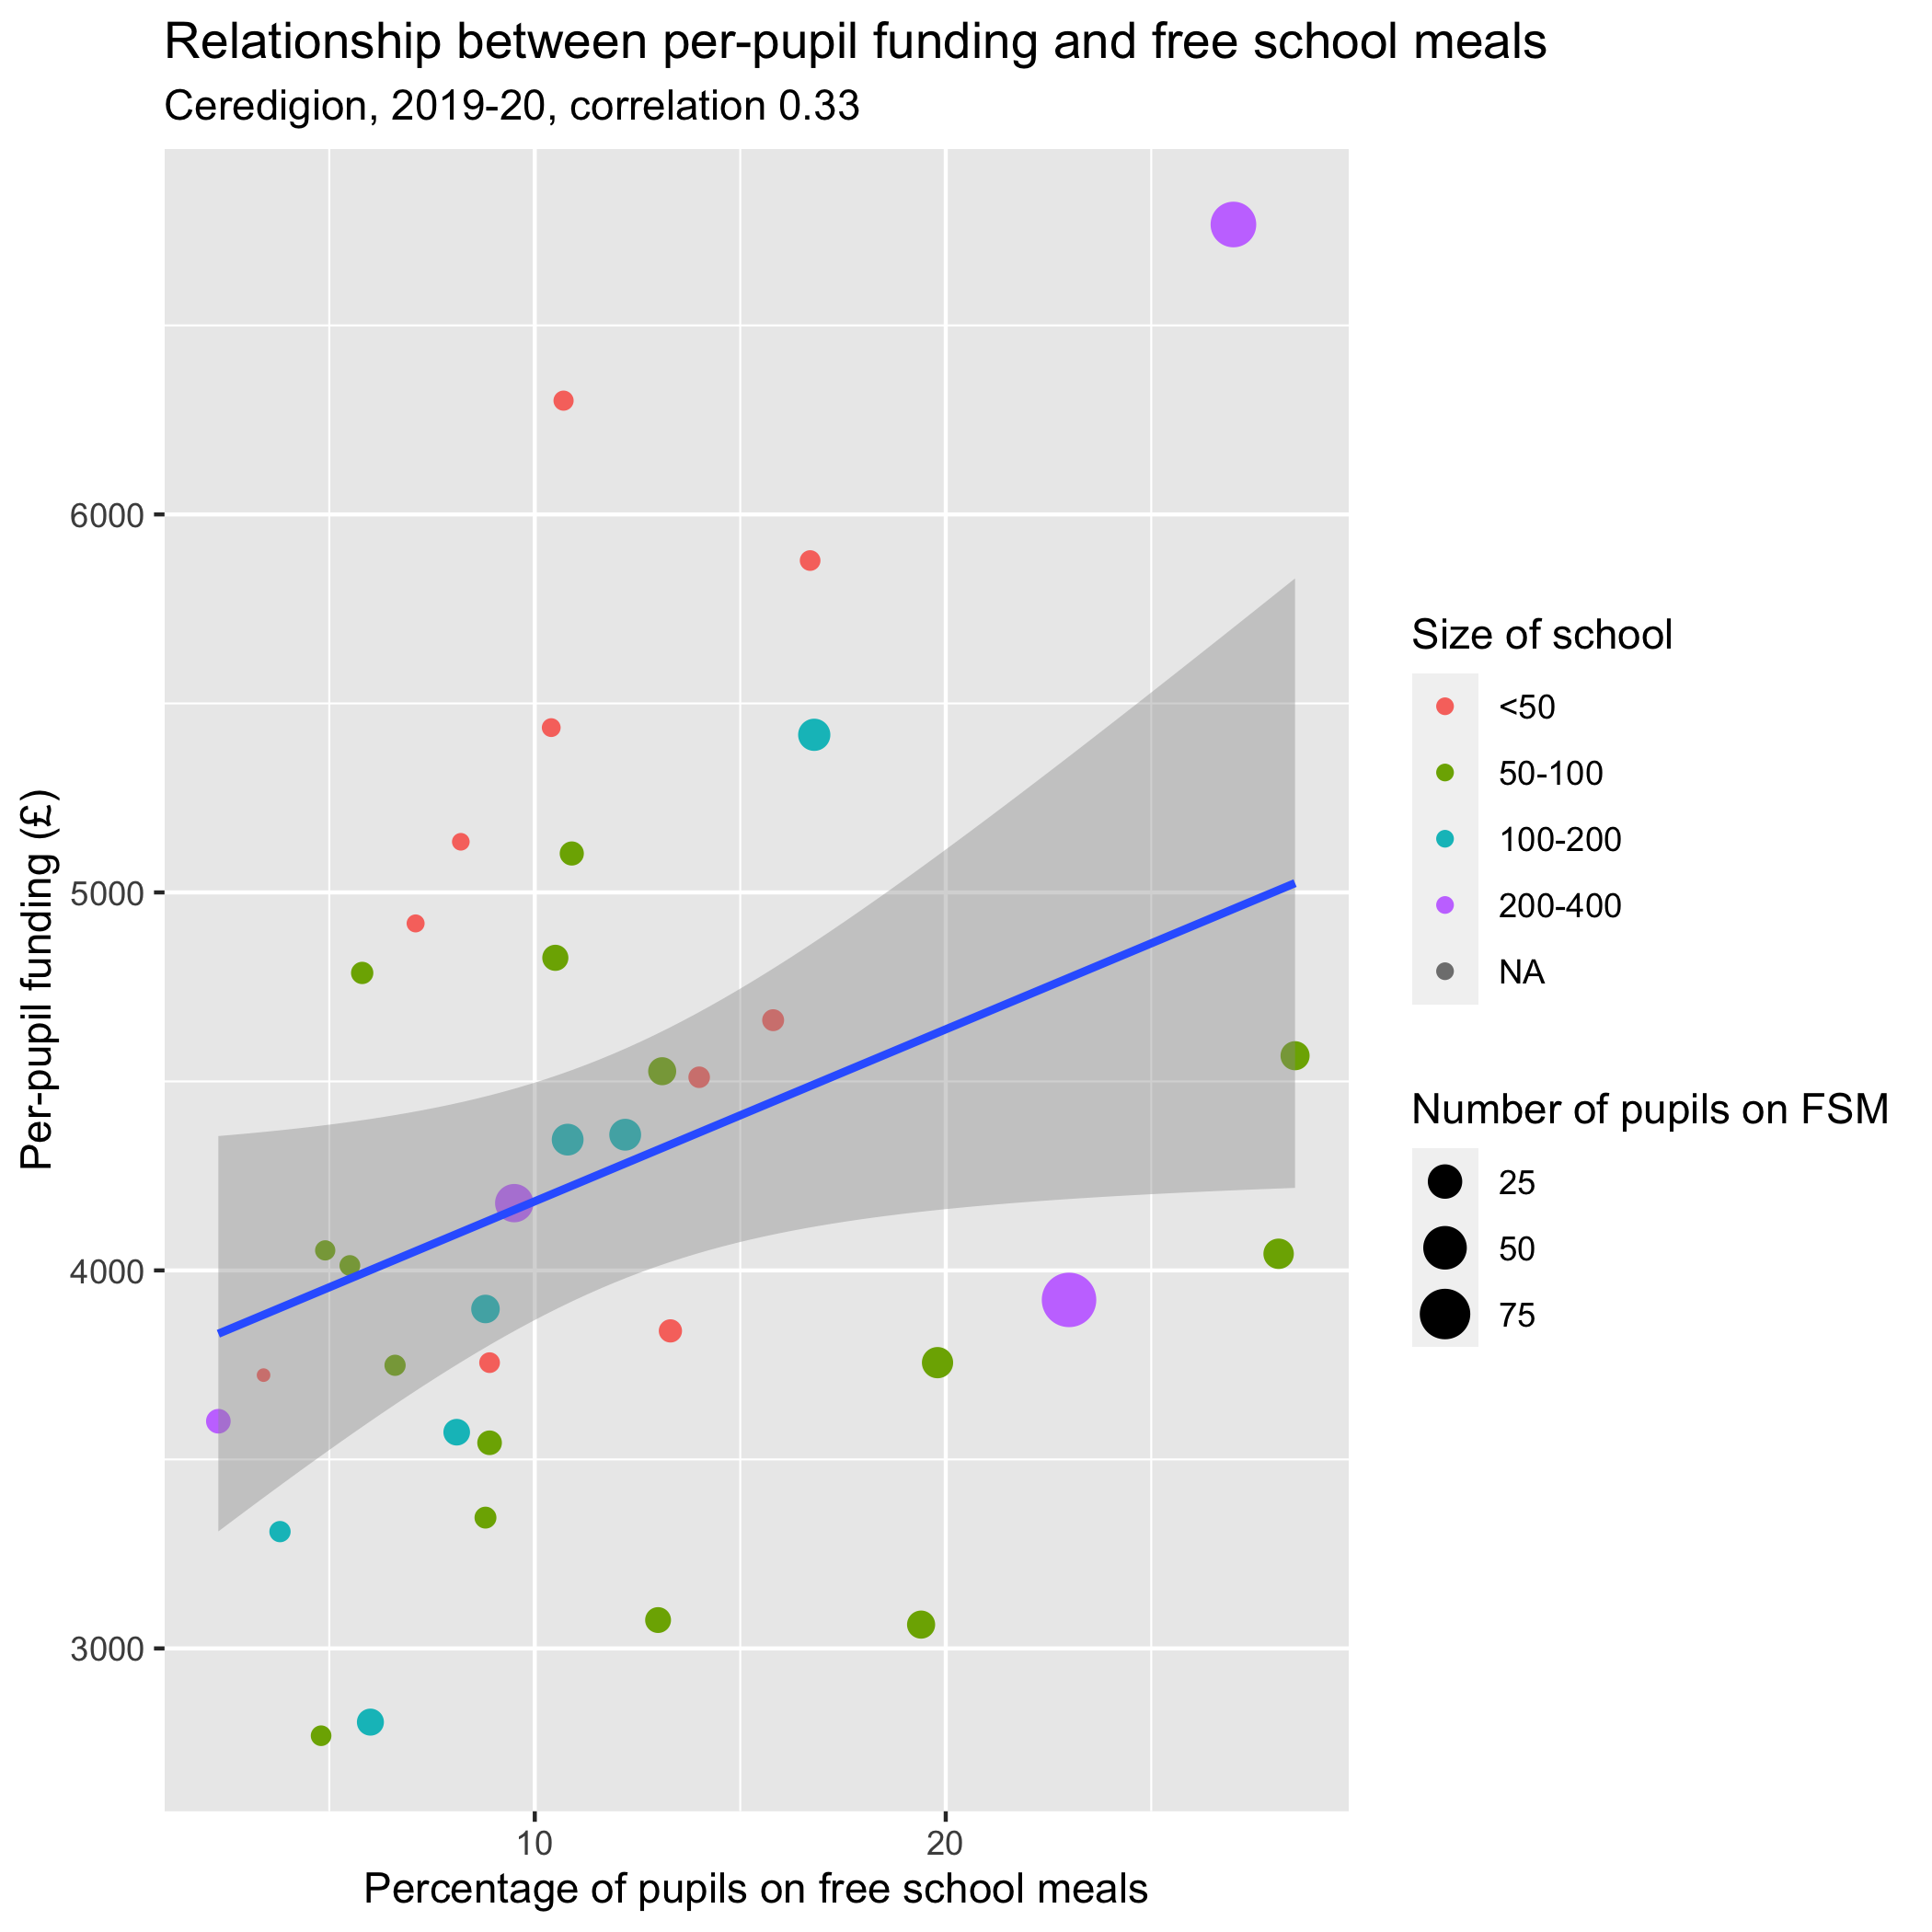 Relationship between per-pupil funding and free school meals
Ceredigion, 2019-20, correlation 0.33
Per-pupil funding (£)
6000
5000
4000
3000
10
20
Percentage of pupils on free school meals
Size of school
<50
50-100
100-200
200-400
NA
Number of pupils on FSM
25
50
75